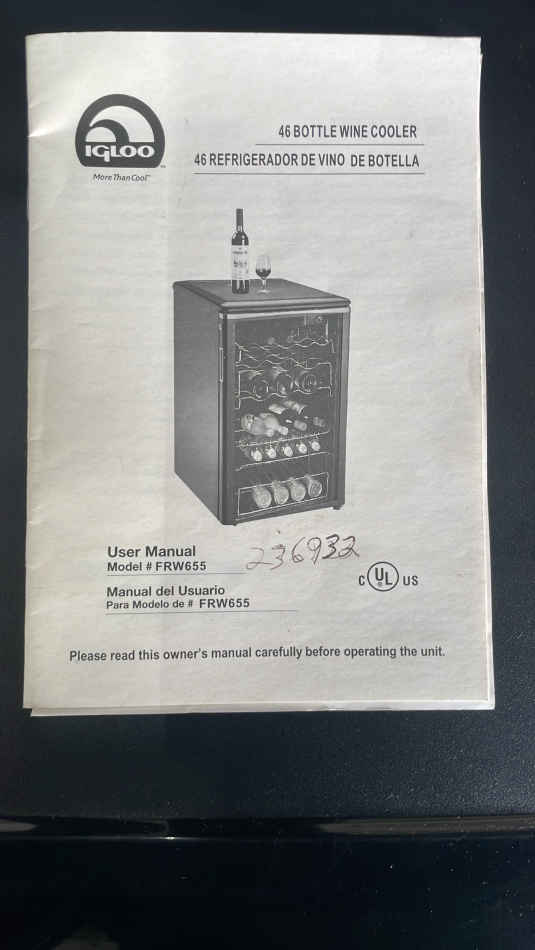 IGLOO
More Than Cool™
46 BOTTLE WINE COOLER
46 REFRIGERADOR DE VINO DE BOTELLA
User Manual
Model # FRW655
236932
Manual del Usuario
Para Modelo de # FRW655
C UL US
Please read this owner's manual carefully before operating the unit.